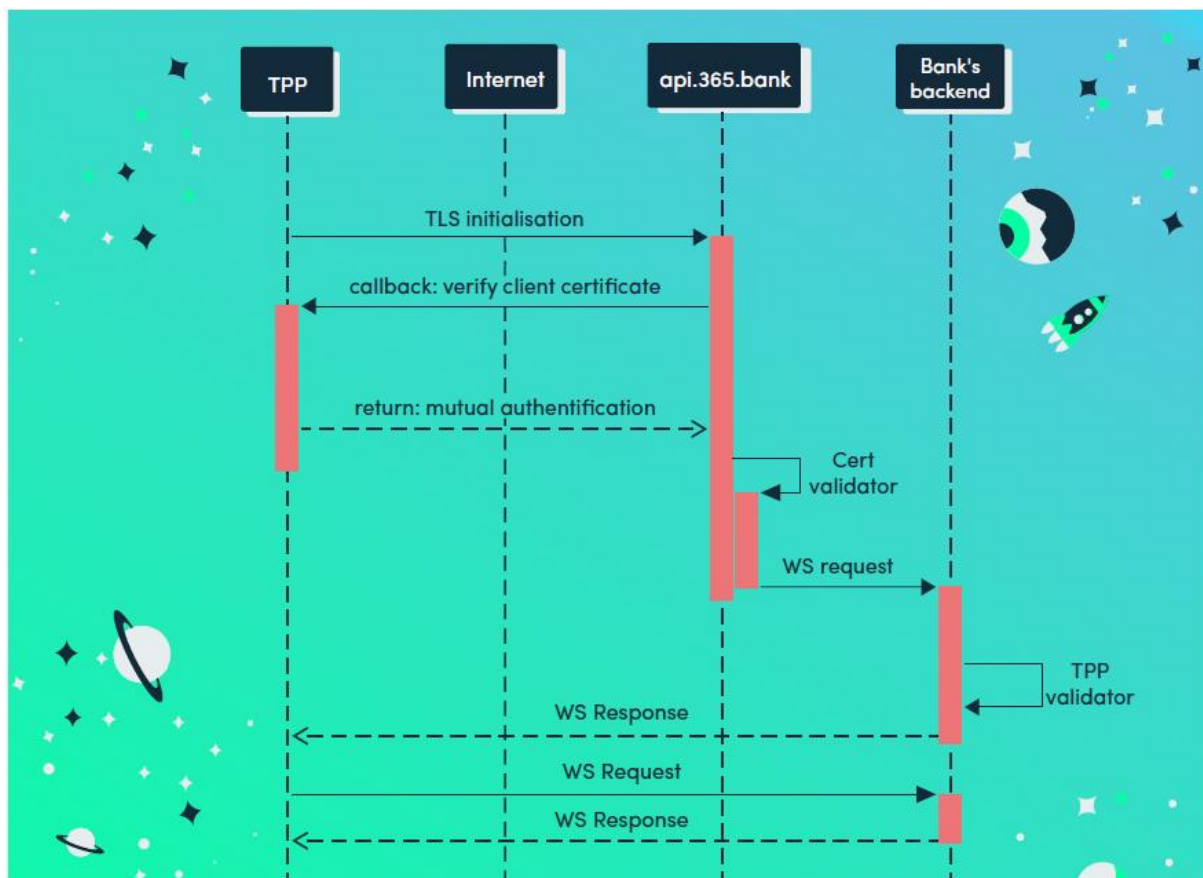 TPP
Internet
api.365.bank
Bank's
backend
TLS initialisation
callback: verify client certificate
return: mutual authentification
Cert
validator
WS request
TPP
validator
WS Response
WS Request
WS Response